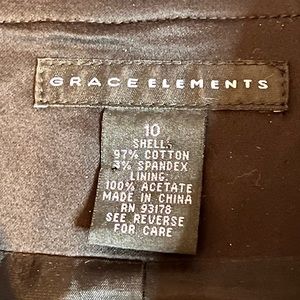 GRACE ELEMENTS
10
SHELL:
97% COTTON
3% SPANDEX
LINING:
100% ACETATE
MADE IN CHINA
RN 93178
SEE REVERSE
FOR CARE